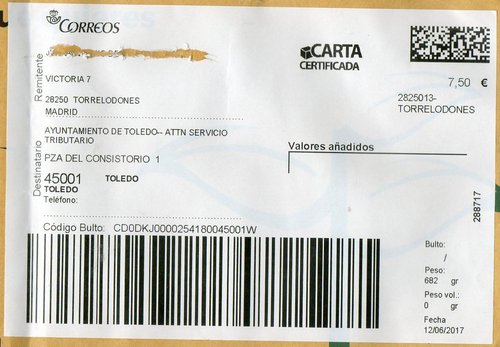 CORREOS
Remitente
VICTORIA 7
28250 TORRELODONES
MADRID
CARTA
CERTIFICADA
7,50 €
2825013-
TORRELODONES
Destinatario
AYUNTAMIENTO DE TOLEDO-- ATTN SERVICIO
TRIBUTARIO
PZA DEL CONSISTORIO 1
45001 TOLEDO
TOLEDO
Teléfono:
Valores añadidos
288717
Código Bulto: CD0DKJ0000254180045001W
Bulto:
/
Peso:
682 gr
Peso vol.:
0 gr
Fecha
12/06/2017